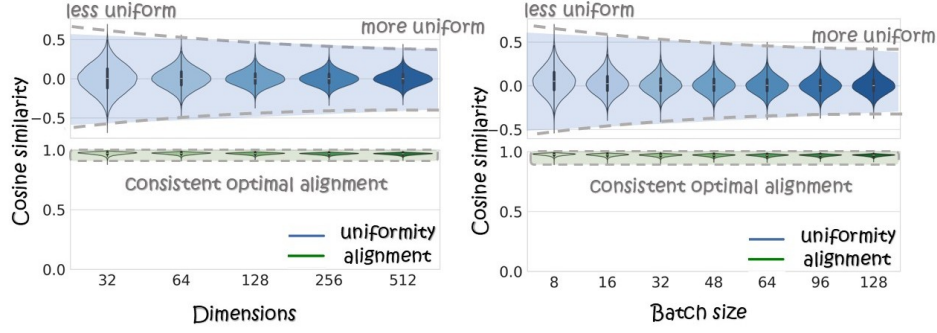 less uniform
more uniform
0.5
0.0
−0.5
1.0
Consistent optimal alignment
0.5
uniformity
alignment
0.0
32 64 128 256 512
Dimensions
Cosine similarity
less uniform
more uniform
0.5
0.0
−0.5
1.0
Consistent optimal alignment
0.5
uniformity
alignment
0.0
8 16 32 48 64 96 128
Batch size
Cosine similarity